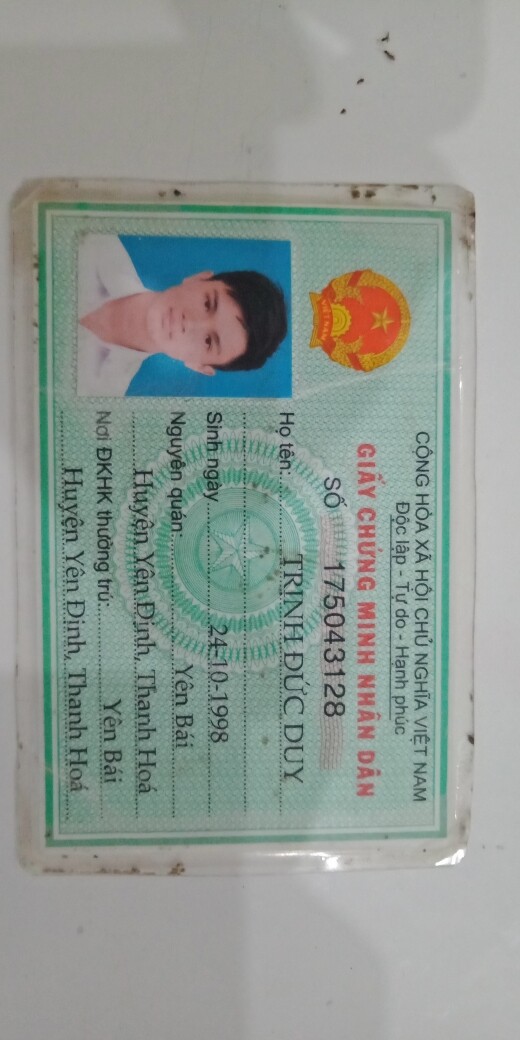 CỘNG HÒA XÃ HỘI CHỦ NGHĨA VIỆT NAM
Độc lập - Tự do - Hạnh phúc
GIẤY CHỨNG MINH NHÂN DÂN
SỐ 175043128
Họ tên: TRỊNH ĐỨC DUY
Sinh ngày 24-10-1998
Nguyên quán: Yên Bái
Huyện Yên Định, Thanh Hoá
Nơi ĐKHK thường trú: Yên Bái
Huyện Yên Định, Thanh Hoá
VIỆT NAM